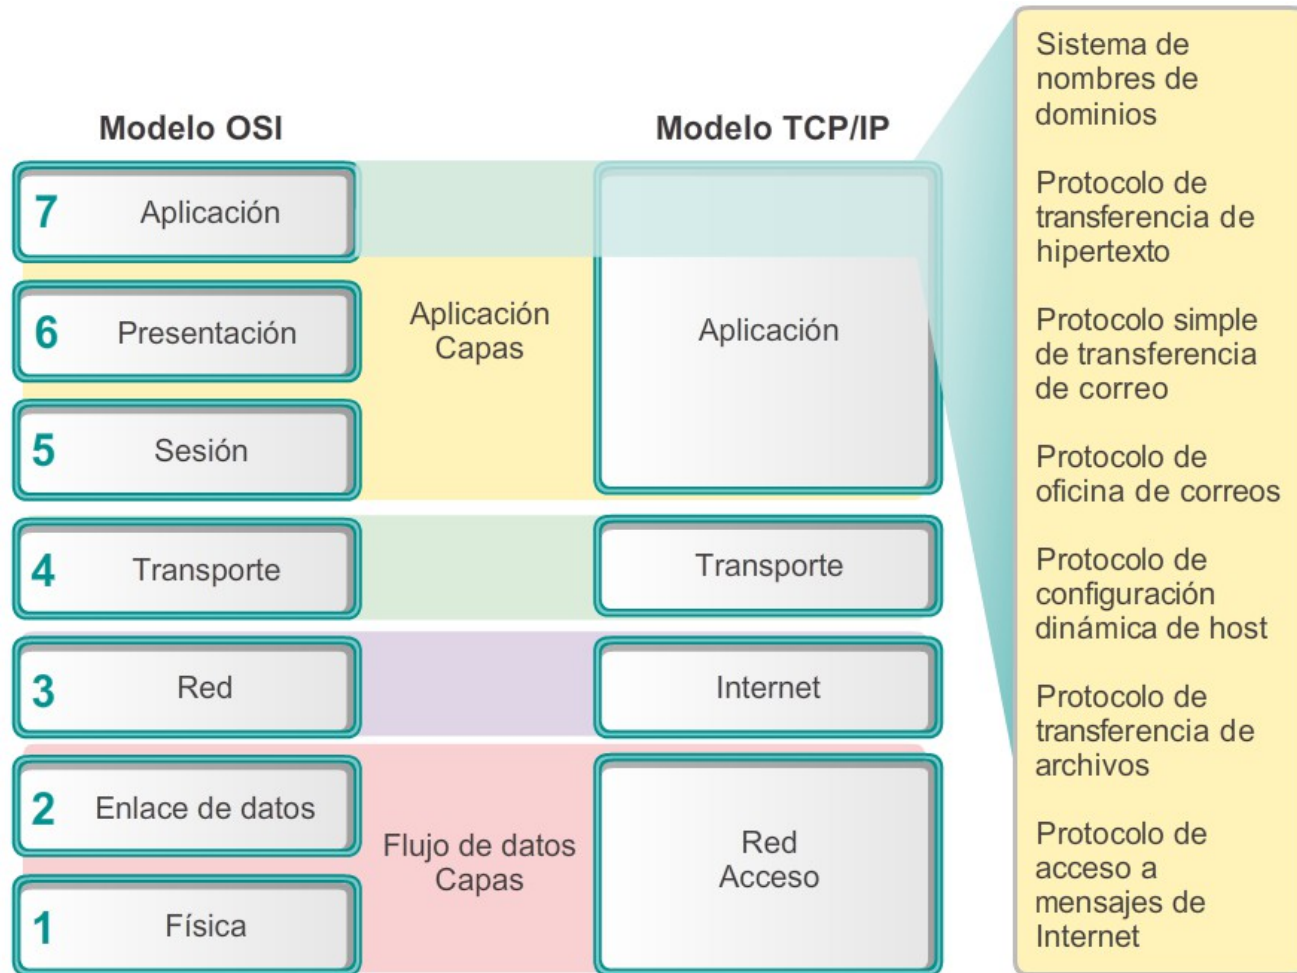 Modelo OSI
Modelo TCP/IP
7 Aplicación
6 Presentación
5 Sesión
4 Transporte
3 Red
2 Enlace de datos
1 Física
Aplicación
Capas
Flujo de datos
Capas
Aplicación
Transporte
Internet
Red
Acceso
Sistema de
nombres de
dominios
Protocolo de
transferencia de
hipertexto
Protocolo simple
de transferencia
de correo
Protocolo de
oficina de correos
Protocolo de
configuración
dinámica de host
Protocolo de
transferencia de
archivos
Protocolo de
acceso a
mensajes de
Internet